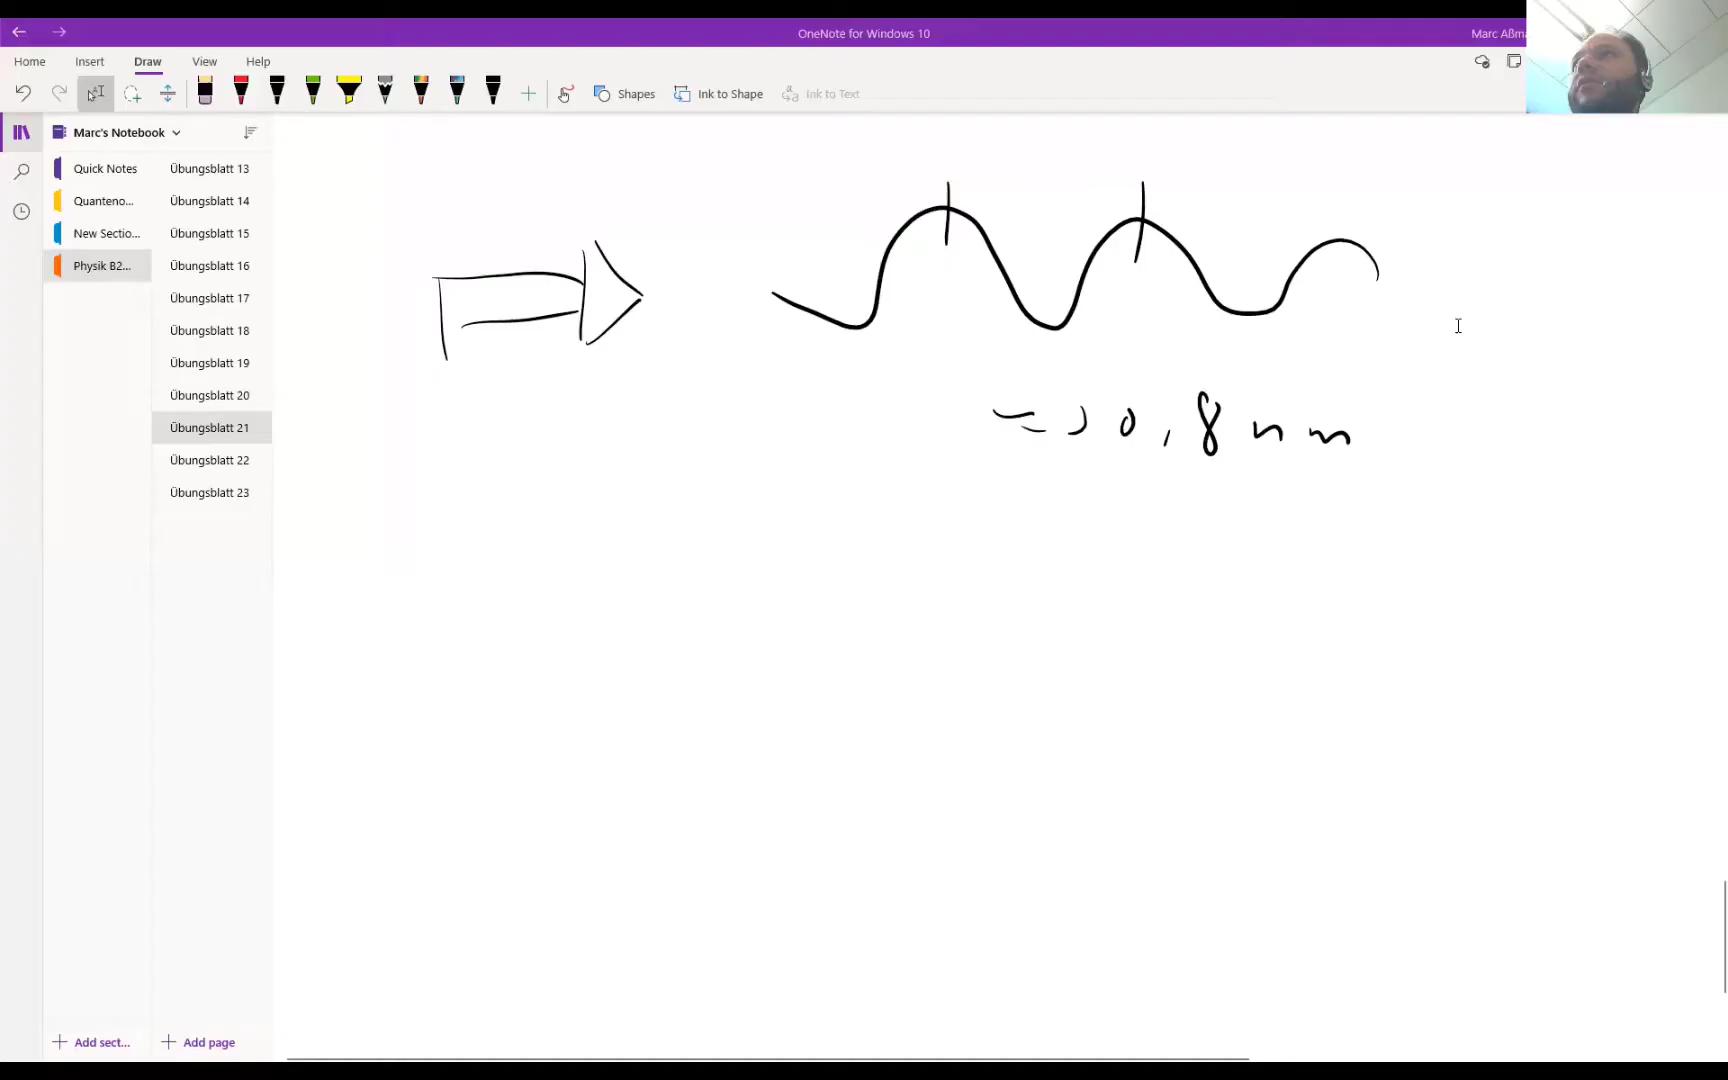 OneNote for Windows 10
Marc Aßma
Home Insert Draw View Help
Shapes Ink to Shape Ink to Text
Marc's Notebook
Quick Notes
Quanteno...
New Sectio...
Physik B2...
Übungsblatt 13
Übungsblatt 14
Übungsblatt 15
Übungsblatt 16
Übungsblatt 17
Übungsblatt 18
Übungsblatt 19
Übungsblatt 20
Übungsblatt 21
Übungsblatt 22
Übungsblatt 23
=> 0,8 nm
Add sect...
Add page